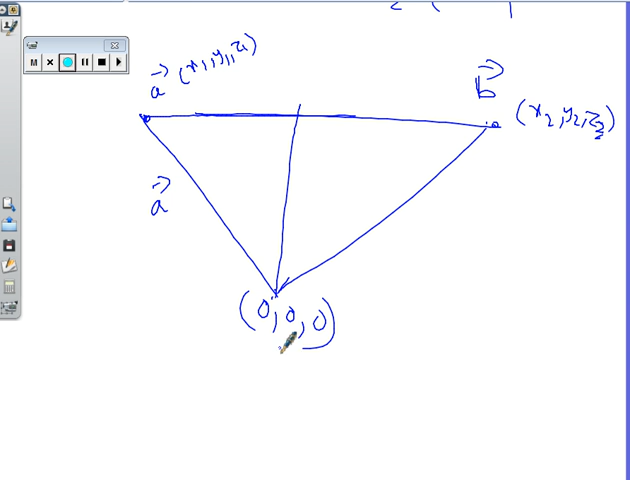 a⃗ (x₁, y₁, z₁)
b⃗
(x₂, y₂, z₂)
a⃗
(0, 0, 0)
M